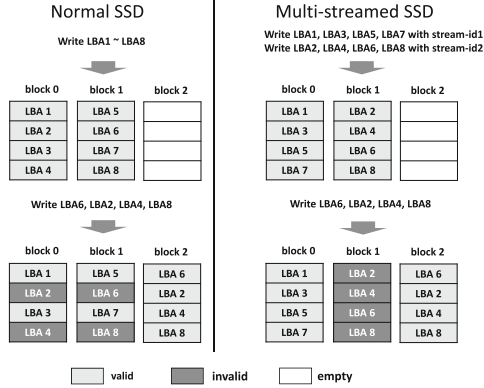 Normal SSD
Write LBA1 ~ LBA8
block 0 block 1 block 2
LBA 1 LBA 5
LBA 2 LBA 6
LBA 3 LBA 7
LBA 4 LBA 8
Write LBA6, LBA2, LBA4, LBA8
block 0 block 1 block 2
LBA 1 LBA 5 LBA 6
LBA 2 LBA 6 LBA 2
LBA 3 LBA 7 LBA 4
LBA 4 LBA 8 LBA 8
Multi-streamed SSD
Write LBA1, LBA3, LBA5, LBA7 with stream-id1
Write LBA2, LBA4, LBA6, LBA8 with stream-id2
block 0 block 1 block 2
LBA 1 LBA 2
LBA 3 LBA 4
LBA 5 LBA 6
LBA 7 LBA 8
Write LBA6, LBA2, LBA4, LBA8
block 0 block 1 block 2
LBA 1 LBA 2 LBA 6
LBA 3 LBA 4 LBA 2
LBA 5 LBA 6 LBA 4
LBA 7 LBA 8 LBA 8
valid invalid empty